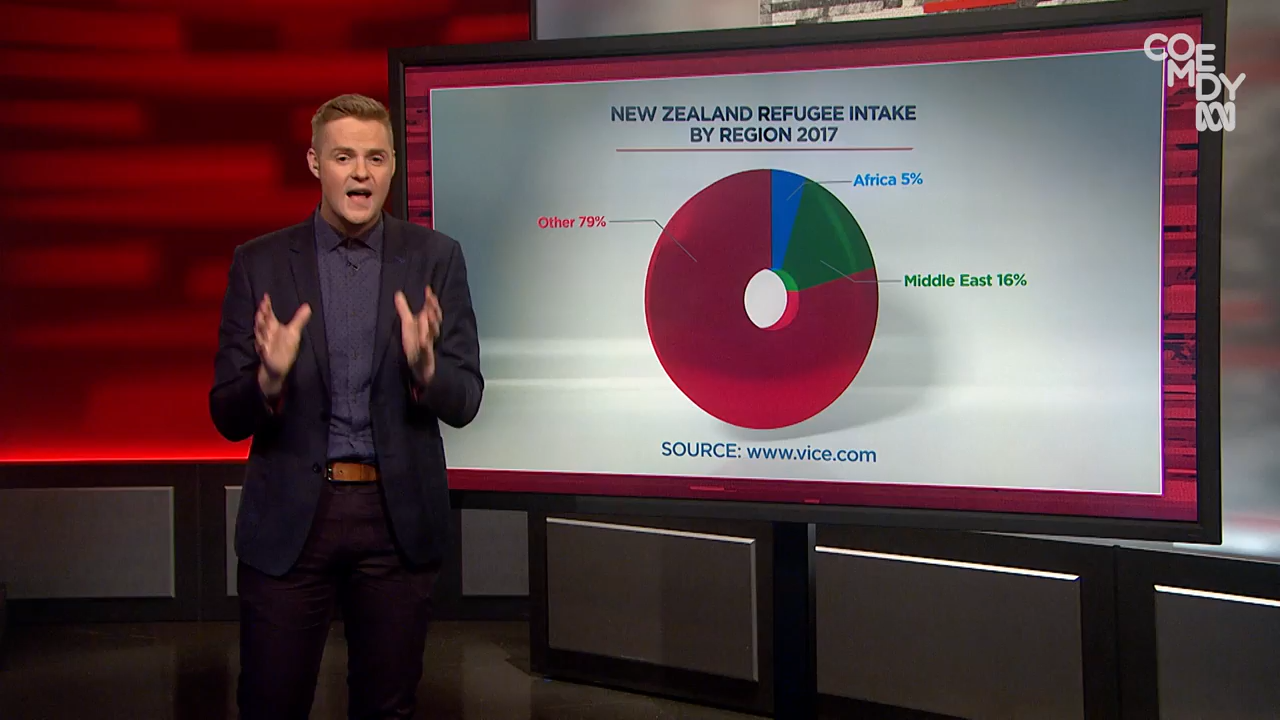 COMEDY
NEW ZEALAND REFUGEE INTAKE
BY REGION 2017
Africa 5%
Other 79%
Middle East 16%
SOURCE: www.vice.com